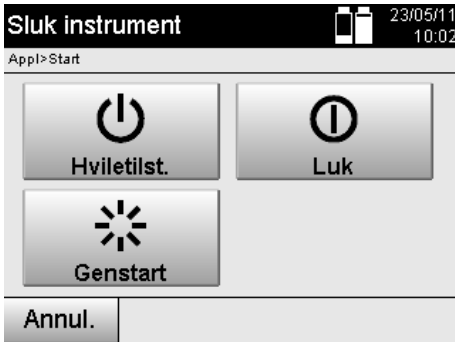 Sluk instrument
23/05/11
10:02
Appl>Start
Hviletilst.
Luk
Genstart
Annul.